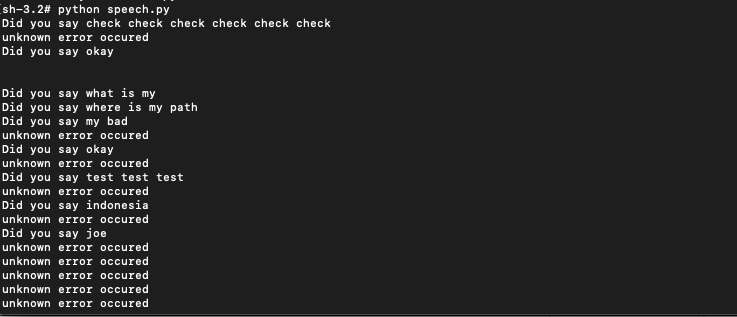 sh-3.2# python speech.py
Did you say check check check check check check
unknown error occured
Did you say okay
Did you say what is my
Did you say where is my path
Did you say my bad
unknown error occured
Did you say okay
unknown error occured
Did you say test test test
unknown error occured
Did you say indonesia
unknown error occured
Did you say joe
unknown error occured
unknown error occured
unknown error occured
unknown error occured
unknown error occured